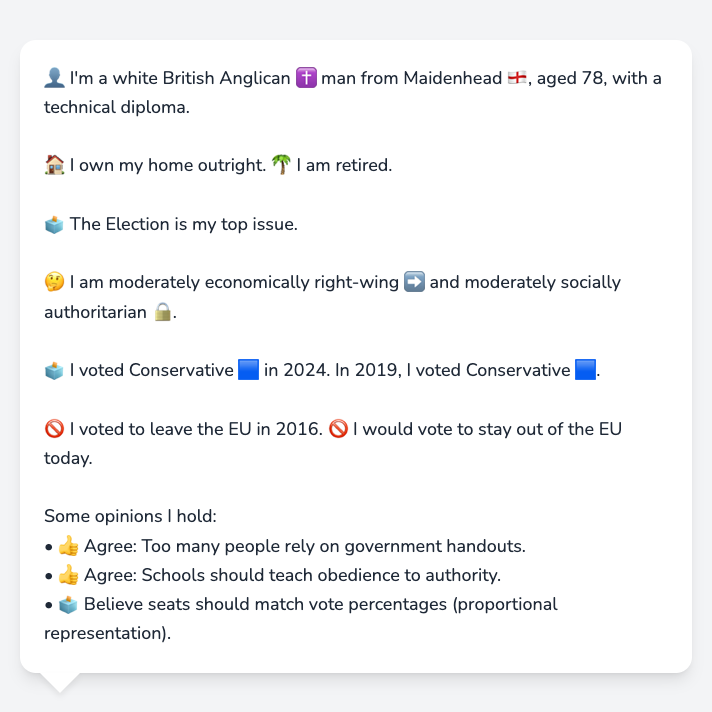 👤 I'm a white British Anglican ✝️ man from Maidenhead 🏴󠁧󠁢󠁥󠁮󠁧󠁿, aged 78, with a
technical diploma.
🏠 I own my home outright. 🌴 I am retired.
🗳️ The Election is my top issue.
🤔 I am moderately economically right-wing ➡️ and moderately socially
authoritarian 🔒.
🗳️ I voted Conservative 🟦 in 2024. In 2019, I voted Conservative 🟦.
🚫 I voted to leave the EU in 2016. 🚫 I would vote to stay out of the EU
today.
Some opinions I hold:
• 👍 Agree: Too many people rely on government handouts.
• 👍 Agree: Schools should teach obedience to authority.
• 🗳️ Believe seats should match vote percentages (proportional
representation).